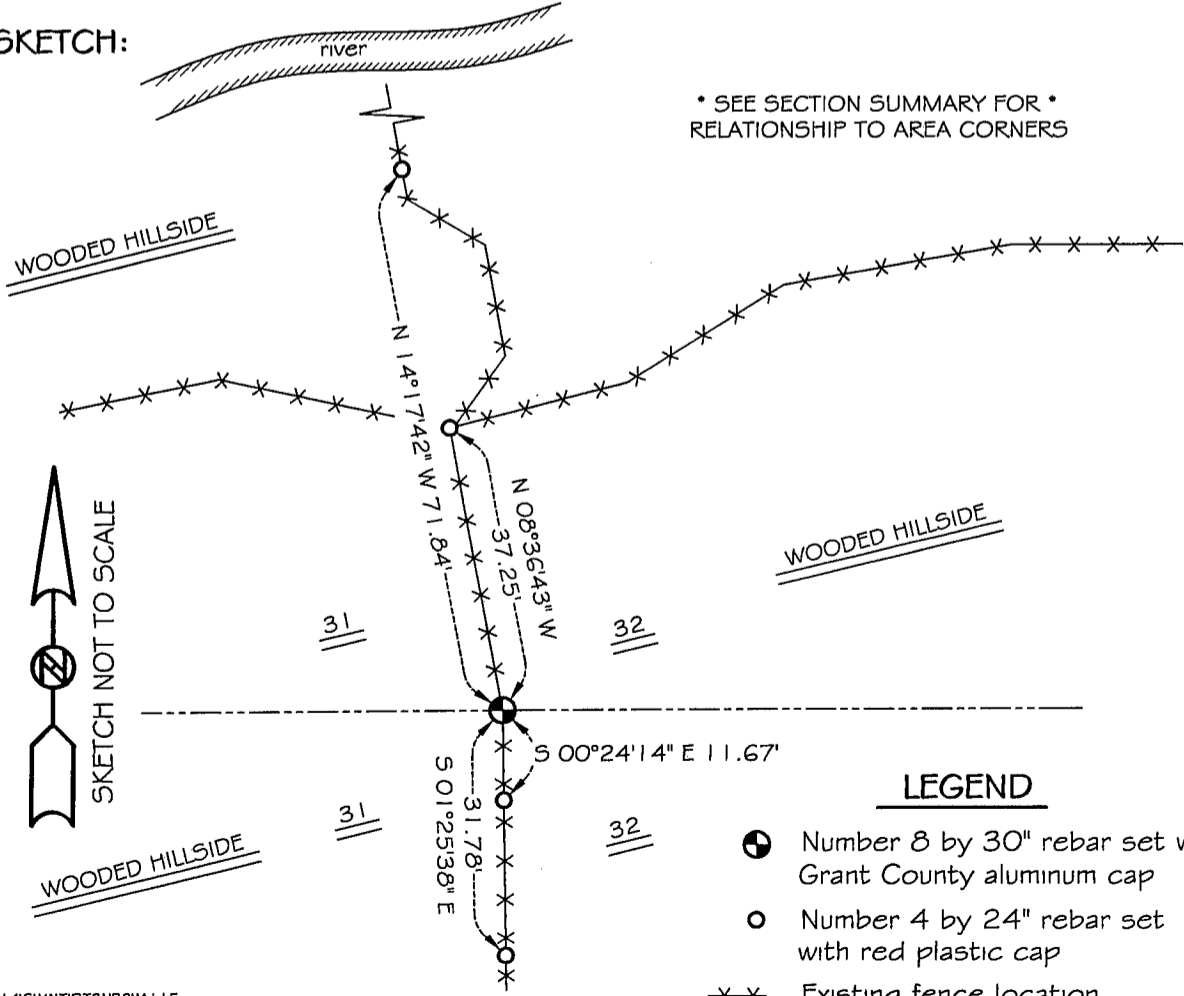 SKETCH:
river
* SEE SECTION SUMMARY FOR *
RELATIONSHIP TO AREA CORNERS
WOODED HILLSIDE
N 14°17'42" W 71.84'
N 08°36'43" W
37.25'
WOODED HILLSIDE
SKETCH NOT TO SCALE
N
31
32
S 00°24'14" E 11.67'
31
32
31.78'
S 01°25'38" E
WOODED HILLSIDE
LEGEND
Number 8 by 30" rebar set
Grant County aluminum cap
Number 4 by 24" rebar set
with red plastic cap
Existing fence location